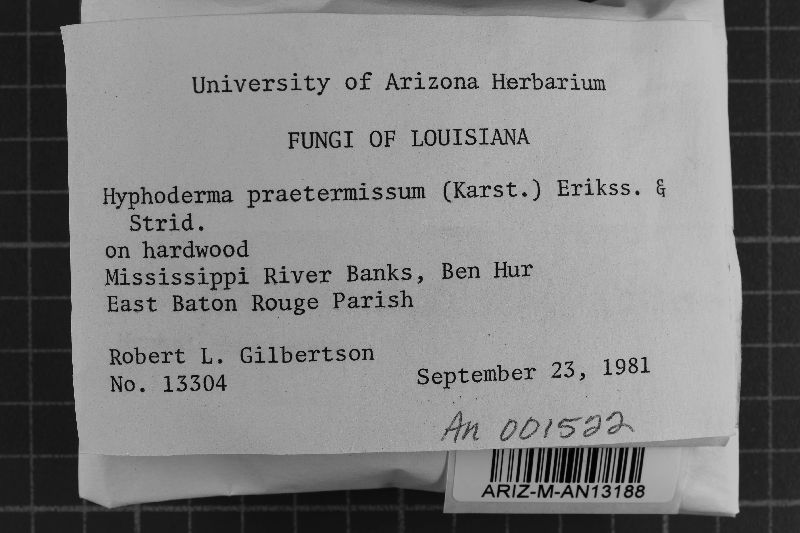 University of Arizona Herbarium
FUNGI OF LOUISIANA
Hyphoderma praetermissum (Karst.) Erikss. &
Strid.
on hardwood
Mississippi River Banks, Ben Hur
East Baton Rouge Parish
Robert L. Gilbertson
No. 13304
September 23, 1981
An 001522
ARIZ-M-AN13188